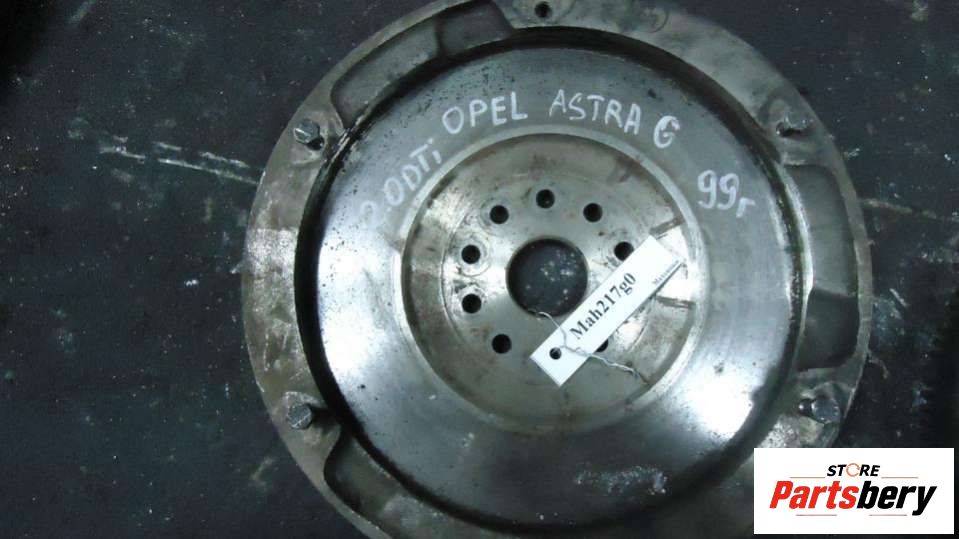 2.0DTi OPEL ASTRA G 99г
Mah217g0
STORE
Partsbery